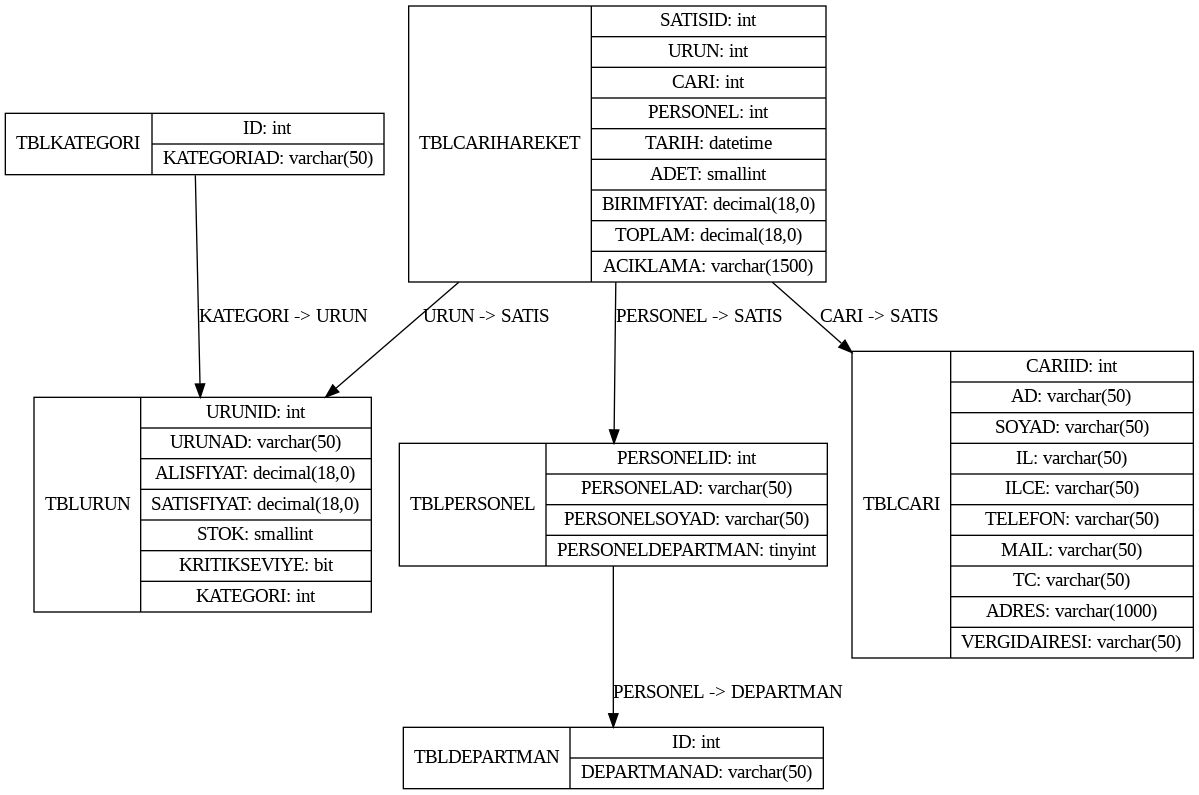 TBLCARIHAREKET
SATISID: int
URUN: int
CARI: int
PERSONEL: int
TARIH: datetime
ADET: smallint
BIRIMFIYAT: decimal(18,0)
TOPLAM: decimal(18,0)
ACIKLAMA: varchar(1500)
TBLKATEGORI
ID: int
KATEGORIAD: varchar(50)
KATEGORI -> URUN
URUN -> SATIS
PERSONEL -> SATIS
CARI -> SATIS
TBLURUN
URUNID: int
URUNAD: varchar(50)
ALISFIYAT: decimal(18,0)
SATISFIYAT: decimal(18,0)
STOK: smallint
KRITIKSEVIYE: bit
KATEGORI: int
TBLPERSONEL
PERSONELID: int
PERSONELAD: varchar(50)
PERSONELSOYAD: varchar(50)
PERSONELDEPARTMAN: tinyint
TBLCARI
CARIID: int
AD: varchar(50)
SOYAD: varchar(50)
IL: varchar(50)
ILCE: varchar(50)
TELEFON: varchar(50)
MAIL: varchar(50)
TC: varchar(50)
ADRES: varchar(1000)
VERGIDAIRESI: varchar(50)
PERSONEL -> DEPARTMAN
TBLDEPARTMAN
ID: int
DEPARTMANAD: varchar(50)